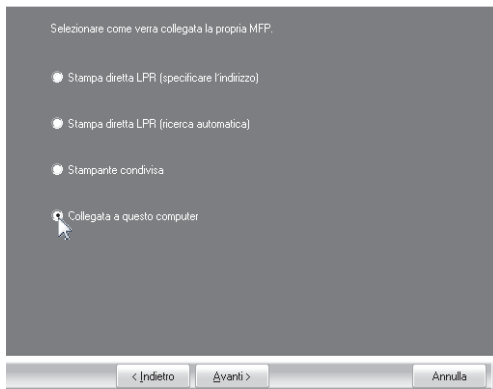 Selezionare come verra collegata la propria MFP.
Stampa diretta LPR (specificare l'indirizzo)
Stampa diretta LPR (ricerca automatica)
Stampante condivisa
Collegata a questo computer
< Indietro Avanti > Annulla